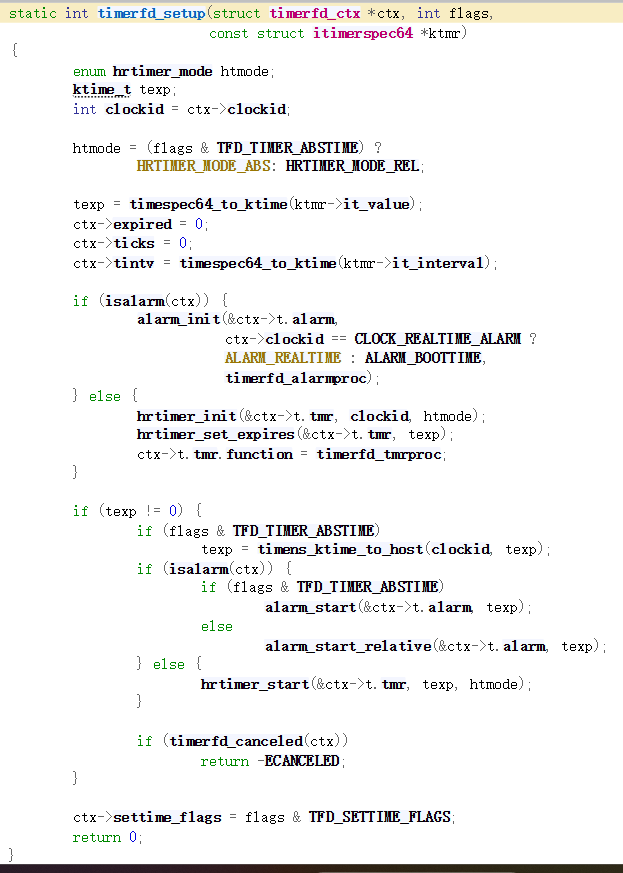 static int timerfd_setup(struct timerfd_ctx *ctx, int flags,
                         const struct itimerspec64 *ktmr)
{
        enum hrtimer_mode htmode;
        ktime_t texp;
        int clockid = ctx->clockid;

        htmode = (flags & TFD_TIMER_ABSTIME) ?
                HRTIMER_MODE_ABS: HRTIMER_MODE_REL;

        texp = timespec64_to_ktime(ktmr->it_value);
        ctx->expired = 0;
        ctx->ticks = 0;
        ctx->tintv = timespec64_to_ktime(ktmr->it_interval);

        if (isalarm(ctx)) {
                alarm_init(&ctx->t.alarm,
                           ctx->clockid == CLOCK_REALTIME_ALARM ?
                           ALARM_REALTIME : ALARM_BOOTTIME,
                           timerfd_alarmproc);
        } else {
                hrtimer_init(&ctx->t.tmr, clockid, htmode);
                hrtimer_set_expires(&ctx->t.tmr, texp);
                ctx->t.tmr.function = timerfd_tmrproc;
        }

        if (texp != 0) {
                if (flags & TFD_TIMER_ABSTIME)
                        texp = timens_ktime_to_host(clockid, texp);
                if (isalarm(ctx)) {
                        if (flags & TFD_TIMER_ABSTIME)
                                alarm_start(&ctx->t.alarm, texp);
                        else
                                alarm_start_relative(&ctx->t.alarm, texp);
                } else {
                        hrtimer_start(&ctx->t.tmr, texp, htmode);
                }

                if (timerfd_canceled(ctx))
                        return -ECANCELED;
        }

        ctx->settime_flags = flags & TFD_SETTIME_FLAGS;
        return 0;
}